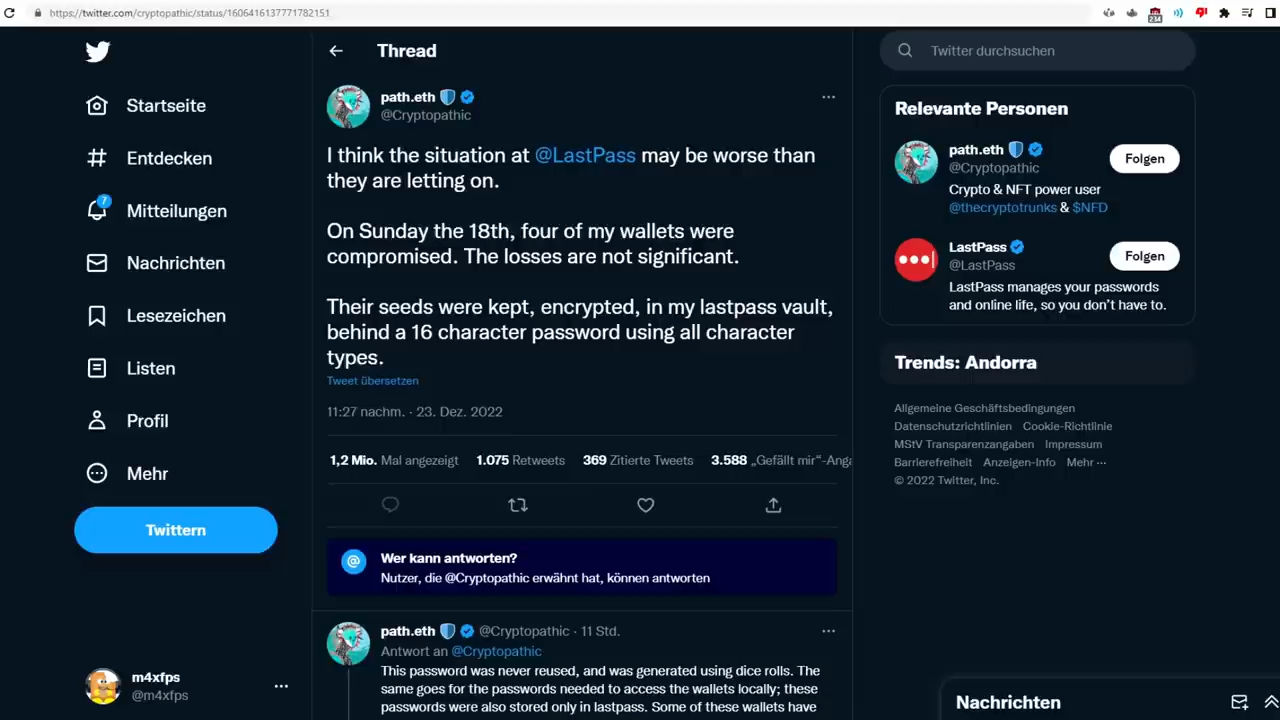 https://twitter.com/cryptopathic/status/1606416137771782151
234
Startseite
Entdecken
7
Mitteilungen
Nachrichten
Lesezeichen
Listen
Profil
Mehr
Twittern
m4xfps
@m4xfps
Thread
path.eth
@Cryptopathic
I think the situation at @LastPass may be worse than
they are letting on.
On Sunday the 18th, four of my wallets were
compromised. The losses are not significant.
Their seeds were kept, encrypted, in my lastpass vault,
behind a 16 character password using all character
types.
Tweet übersetzen
11:27 nachm. · 23. Dez. 2022
1,2 Mio. Mal angezeigt 1.075 Retweets 369 Zitierte Tweets 3.588 „Gefällt mir“-Anga
Wer kann antworten?
Nutzer, die @Cryptopathic erwähnt hat, können antworten
path.eth @Cryptopathic · 11 Std.
Antwort an @Cryptopathic
This password was never reused, and was generated using dice rolls. The
same goes for the passwords needed to access the wallets locally; these
passwords were also stored only in lastpass. Some of these wallets have
Twitter durchsuchen
Relevante Personen
path.eth
@Cryptopathic
Folgen
Crypto & NFT power user
@thecryptotrunks & $NFD
LastPass
@LastPass
Folgen
LastPass manages your passwords
and online life, so you don’t have to.
Trends: Andorra
Allgemeine Geschäftsbedingungen
Datenschutzrichtlinien Cookie-Richtlinie
MStV Transparenzangaben Impressum
Barrierefreiheit Anzeigen-Info Mehr ···
© 2022 Twitter, Inc.
Nachrichten